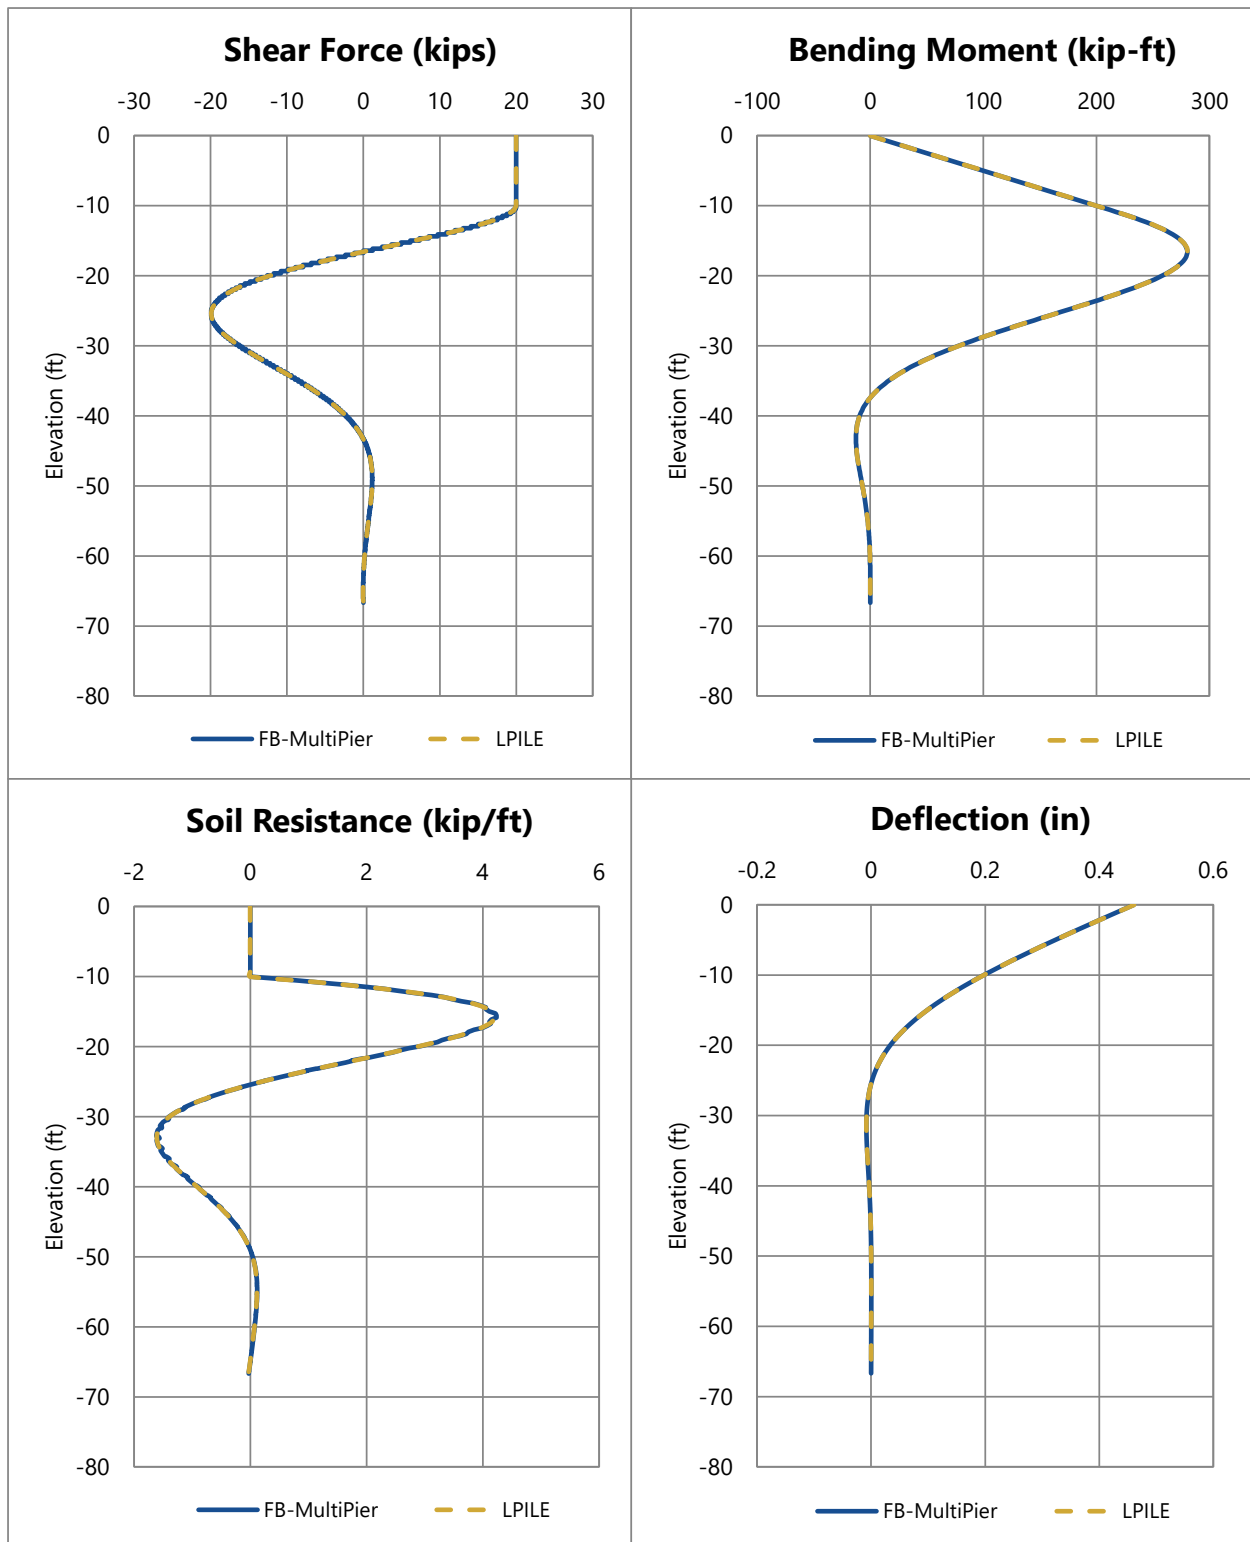 Shear Force (kips)
-30 -20 -10 0 10 20 30
0
-10
-20
-30
-40
-50
-60
-70
-80
Elevation (ft)
FB-MultiPier LPILE
Bending Moment (kip-ft)
-100 0 100 200 300
0
-10
-20
-30
-40
-50
-60
-70
-80
Elevation (ft)
FB-MultiPier LPILE
Soil Resistance (kip/ft)
-2 0 2 4 6
0
-10
-20
-30
-40
-50
-60
-70
-80
Elevation (ft)
FB-MultiPier LPILE
Deflection (in)
-0.2 0 0.2 0.4 0.6
0
-10
-20
-30
-40
-50
-60
-70
-80
Elevation (ft)
FB-MultiPier LPILE